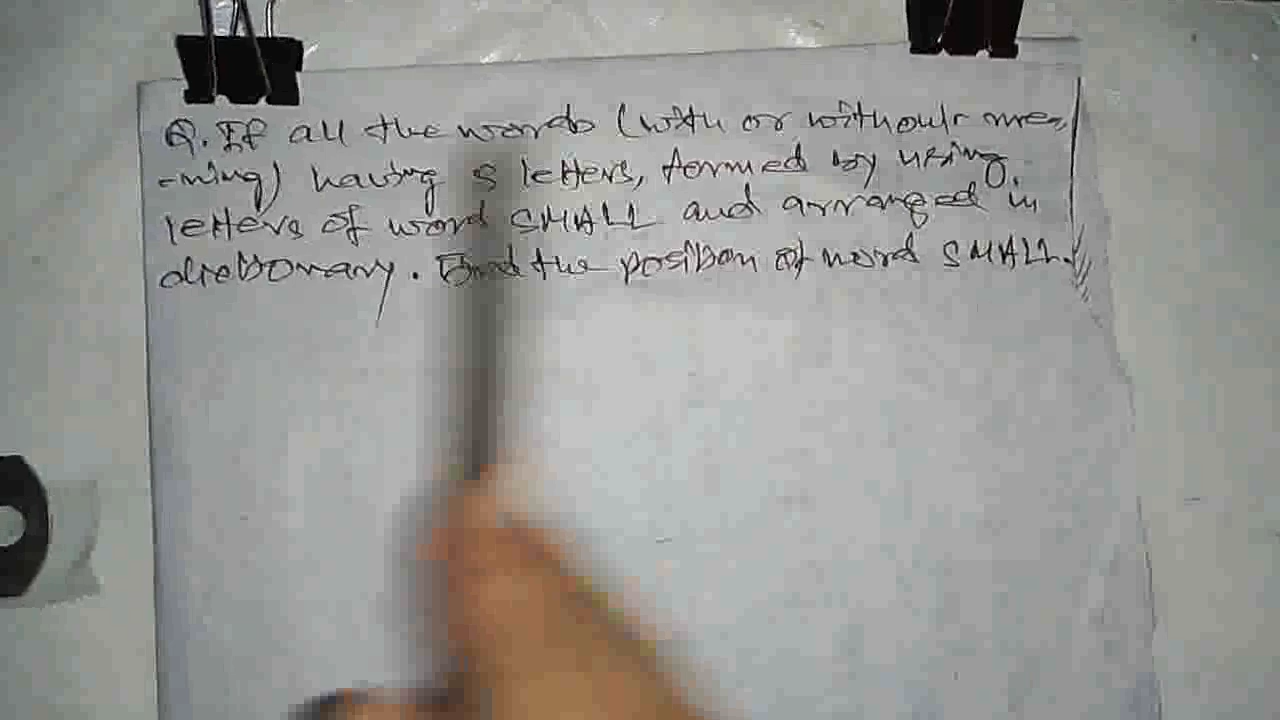 Q. If all the words (with or without mea-
-ning) having 5 letters, formed by using
letters of word SMALL and arranged in
dictionary. Find the position of word SMALL.